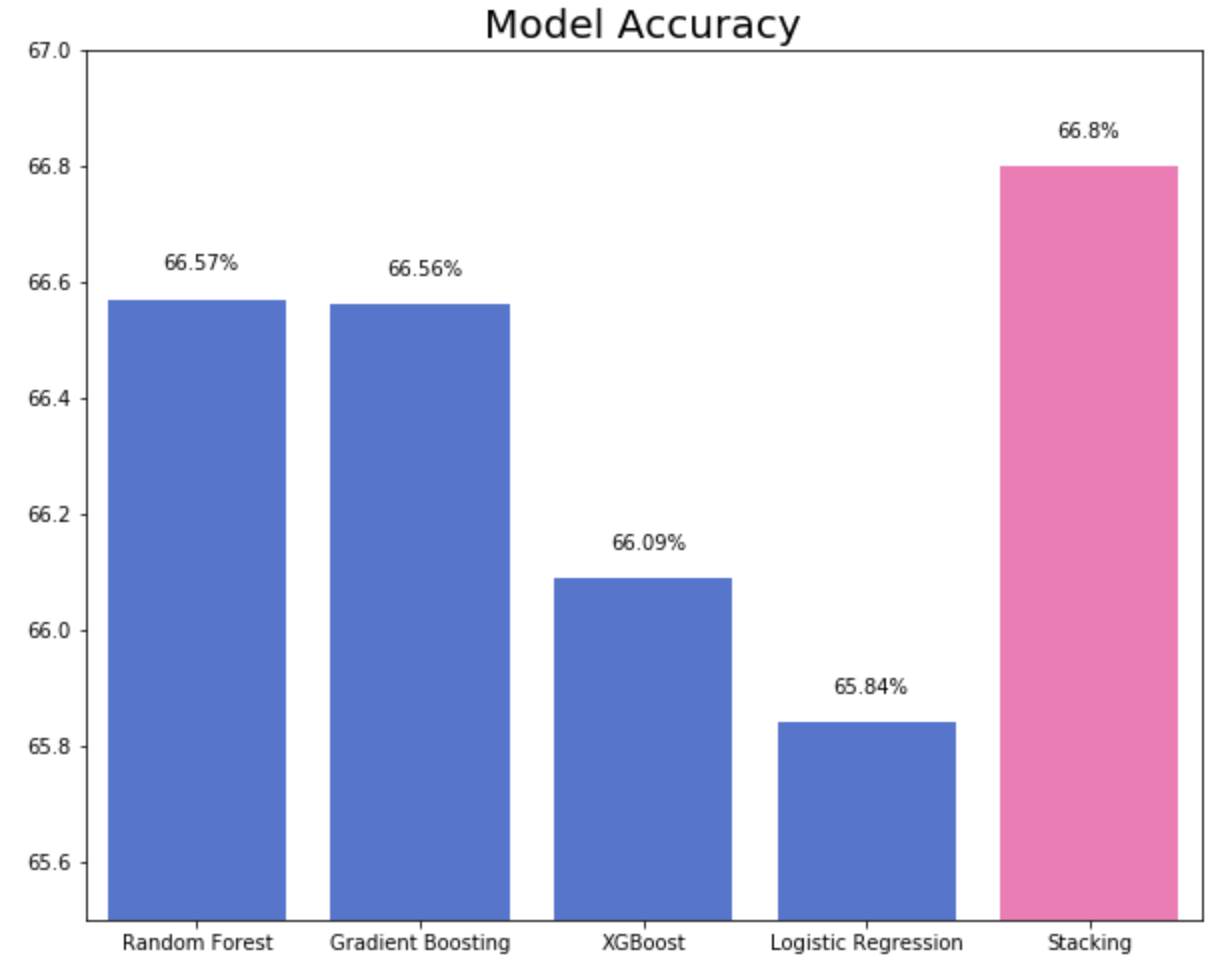 Model Accuracy
67.0
66.8
66.6
66.4
66.2
66.0
65.8
65.6
66.57%
66.56%
66.09%
65.84%
66.8%
Random Forest
Gradient Boosting
XGBoost
Logistic Regression
Stacking